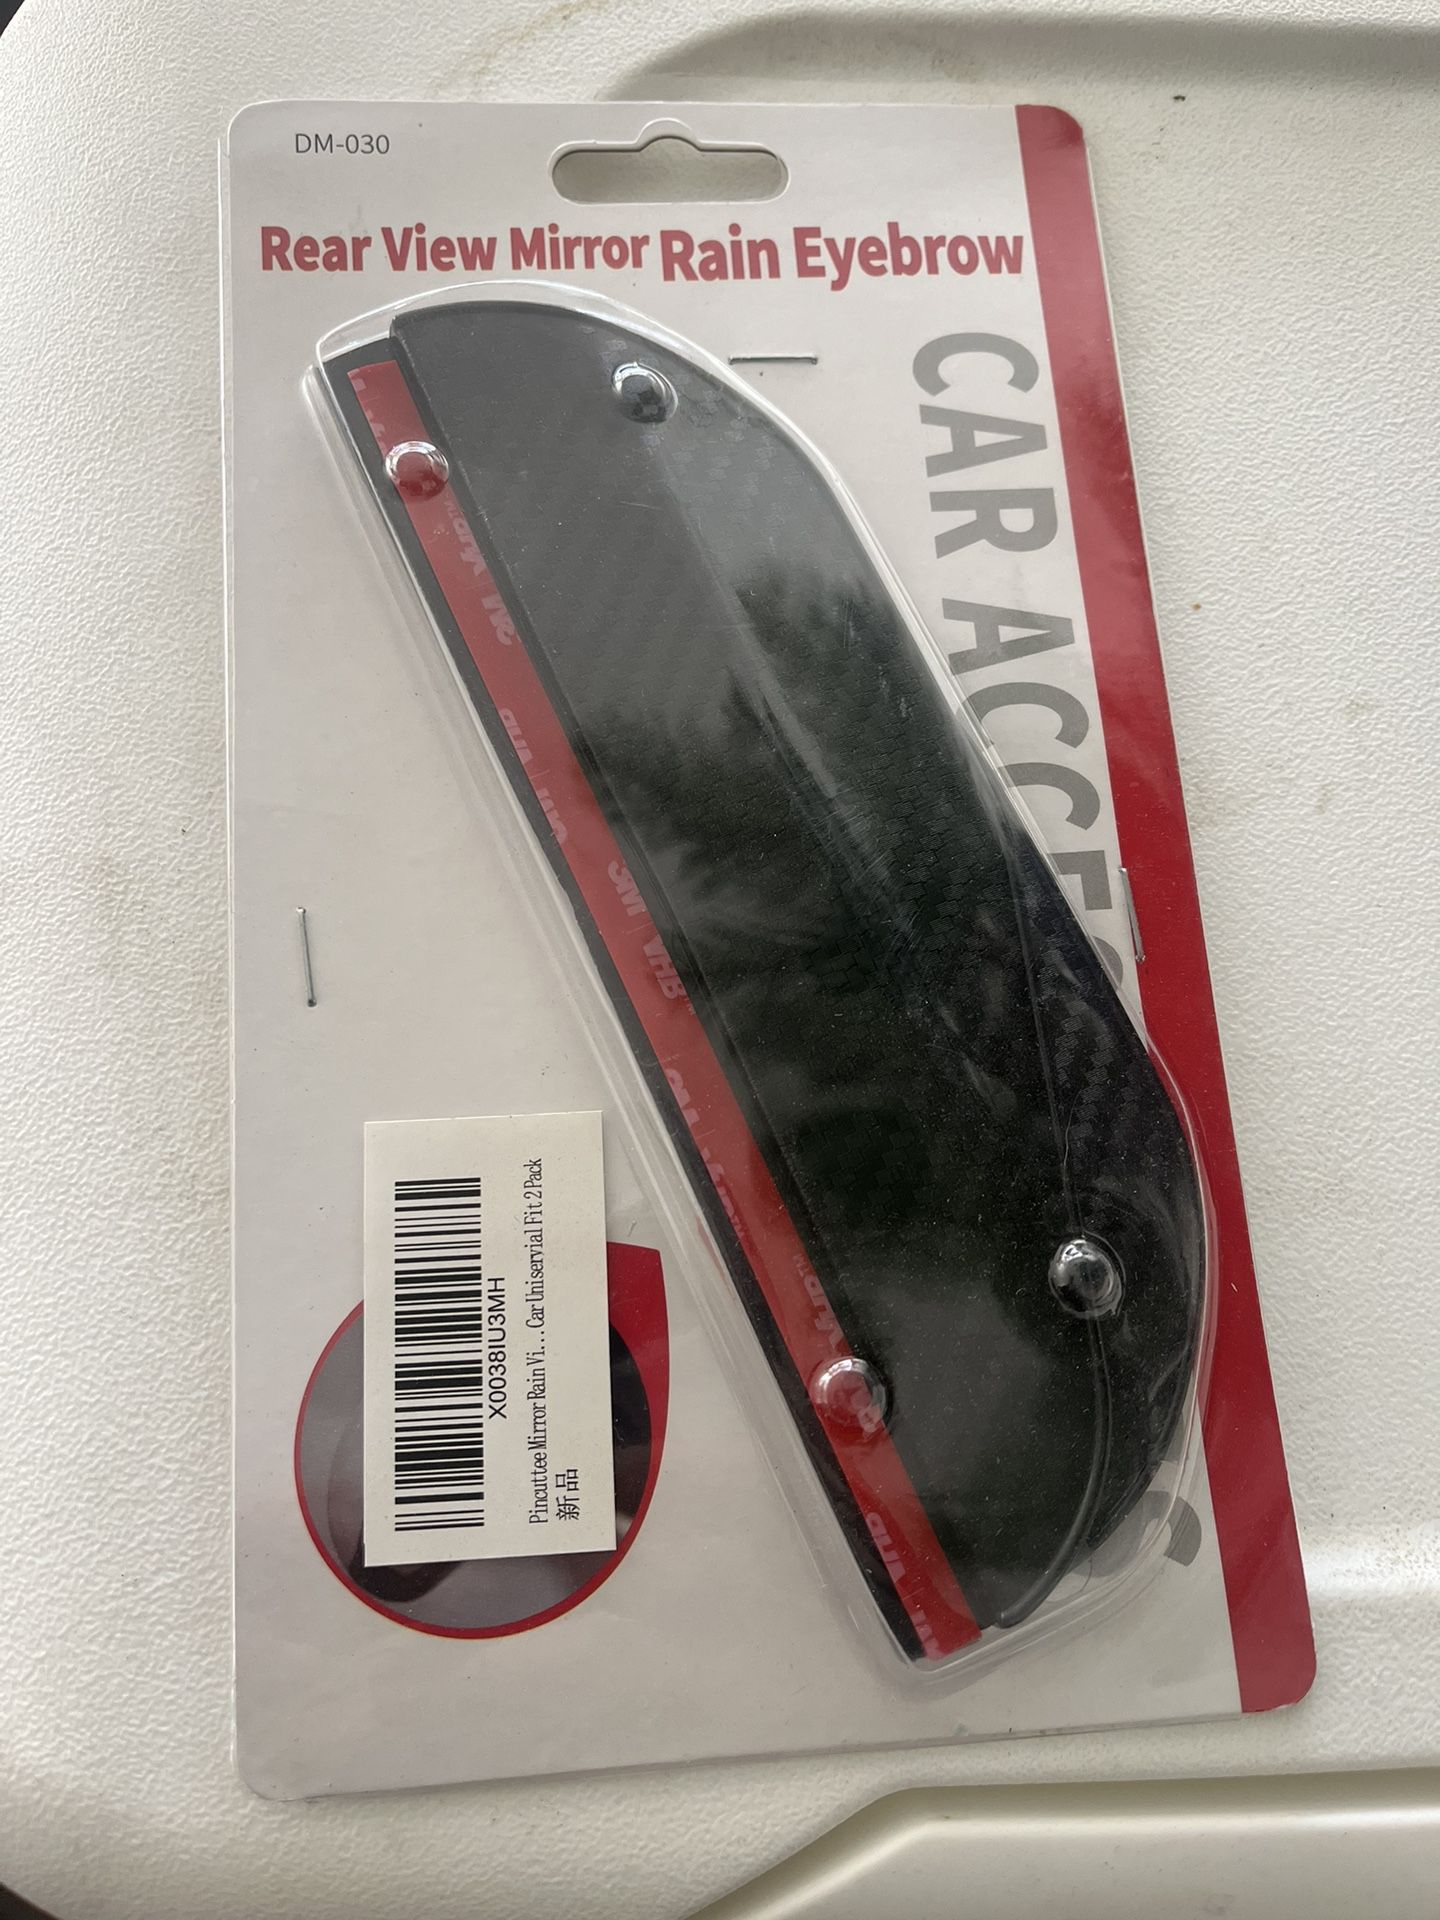 DM-030
Rear View Mirror Rain Eyebrow
CAR ACCES
S
3M VHB™
X0038IU3MH
Pincuttee Mirror Rain Vi...Car Uniservial Fit 2 Pack
新品